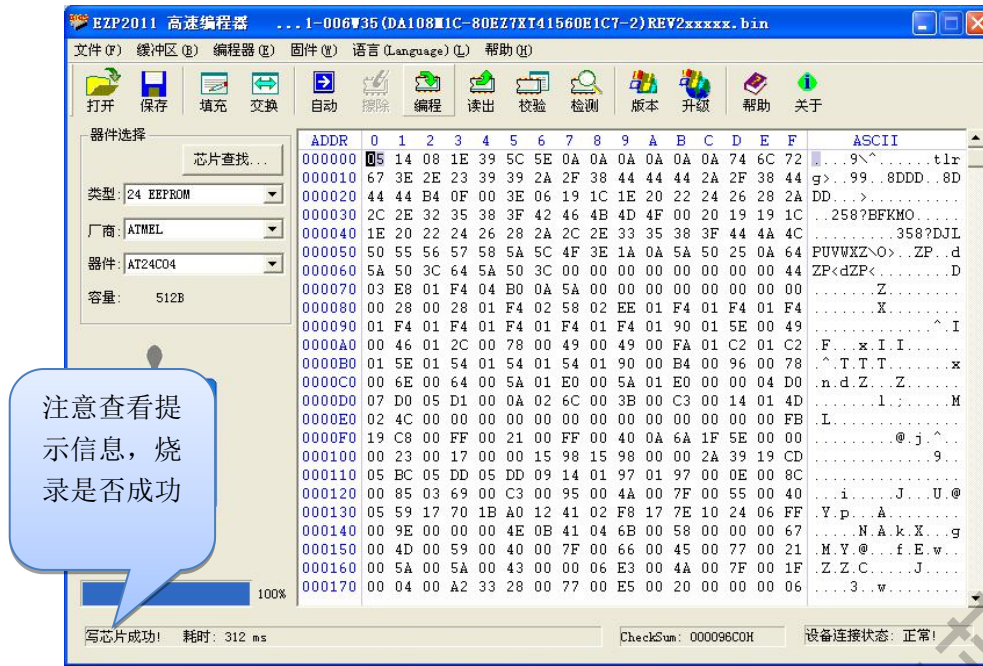 EZP2011 高速编程器 ...1-006W35(DA108M1C-80EZ7XT41560E1C7-2)REV2xxxxx.bin
文件(F) 缓冲区(B) 编程器(E) 固件(W) 语言(Language)(L) 帮助(H)
打开 保存 填充 交换 自动 擦除 编程 读出 校验 检测 版本 升级 帮助 关于
器件选择
芯片查找...
类型: 24 EEPROM
厂商: ATMEL
器件: AT24C04
容量: 512B
ADDR 0 1 2 3 4 5 6 7 8 9 A B C D E F ASCII
000000 05 14 08 1E 39 5C 5E 0A 0A 0A 0A 0A 0A 74 6C 72 ....9\^......tlr
000010 67 3E 2E 23 39 39 2A 2F 38 44 44 44 2A 2F 38 44 g>..99..8DDD..8D
000020 44 44 B4 0F 00 3E 06 19 1C 1E 20 22 24 26 28 2A DD...>..........
000030 2C 2E 32 35 38 3F 42 46 4B 4D 4F 00 20 19 19 1C ..258?BFKMO.....
000040 1E 20 22 24 26 28 2A 2C 2E 33 35 38 3F 44 4A 4C .........358?DJL
000050 50 55 56 57 58 5A 5C 4F 3E 1A 0A 5A 50 25 0A 64 PUVWXZ\O>..ZP..d
000060 5A 50 3C 64 5A 50 3C 00 00 00 00 00 00 00 00 44 ZP<dZP<........D
000070 03 E8 01 F4 04 B0 0A 5A 00 00 00 00 00 00 00 00 .......Z........
000080 00 28 00 28 01 F4 02 58 02 EE 01 F4 01 F4 01 F4 .......X........
000090 01 F4 01 F4 01 F4 01 F4 01 F4 01 90 01 5E 00 49 .............^.I
0000A0 00 46 01 2C 00 78 00 49 00 49 00 FA 01 C2 01 C2 .F...x.I.I......
0000B0 01 5E 01 54 01 54 01 54 01 90 00 B4 00 96 00 78 .^.T.T.T.......x
0000C0 00 6E 00 64 00 5A 01 E0 00 5A 01 E0 00 00 04 D0 .n.d.Z...Z......
0000D0 07 D0 05 D1 00 0A 02 6C 00 3B 00 C3 00 14 01 4D .......l.;.....M
0000E0 02 4C 00 00 00 00 00 00 00 00 00 00 00 00 00 FB .L..............
0000F0 19 C8 00 FF 00 21 00 FF 00 40 0A 6A 1F 5E 00 00 .........@.j.^..
000100 00 23 00 17 00 00 15 98 15 98 00 00 2A 39 19 CD .............9..
000110 05 BC 05 DD 05 DD 09 14 01 97 01 97 00 0E 00 8C ................
000120 00 85 03 69 00 C3 00 95 00 4A 00 7F 00 55 00 40 ...i.....J...U.@
000130 05 59 17 70 1B A0 12 41 02 F8 17 7E 10 24 06 FF .Y.p...A........
000140 00 9E 00 00 00 4E 0B 41 04 6B 00 58 00 00 00 67 .....N.A.k.X...g
000150 00 4D 00 59 00 40 00 7F 00 66 00 45 00 77 00 21 .M.Y.@...f.E.w..
000160 00 5A 00 5A 00 43 00 00 06 E3 00 4A 00 7F 00 1F .Z.Z.C.....J....
000170 00 04 00 A2 33 28 00 77 00 E5 00 20 00 00 00 06 ....3..w........
注意查看提
示信息，烧
录是否成功
100%
写芯片成功! 耗时: 312 ms CheckSum: 000096C0H 设备连接状态: 正常!